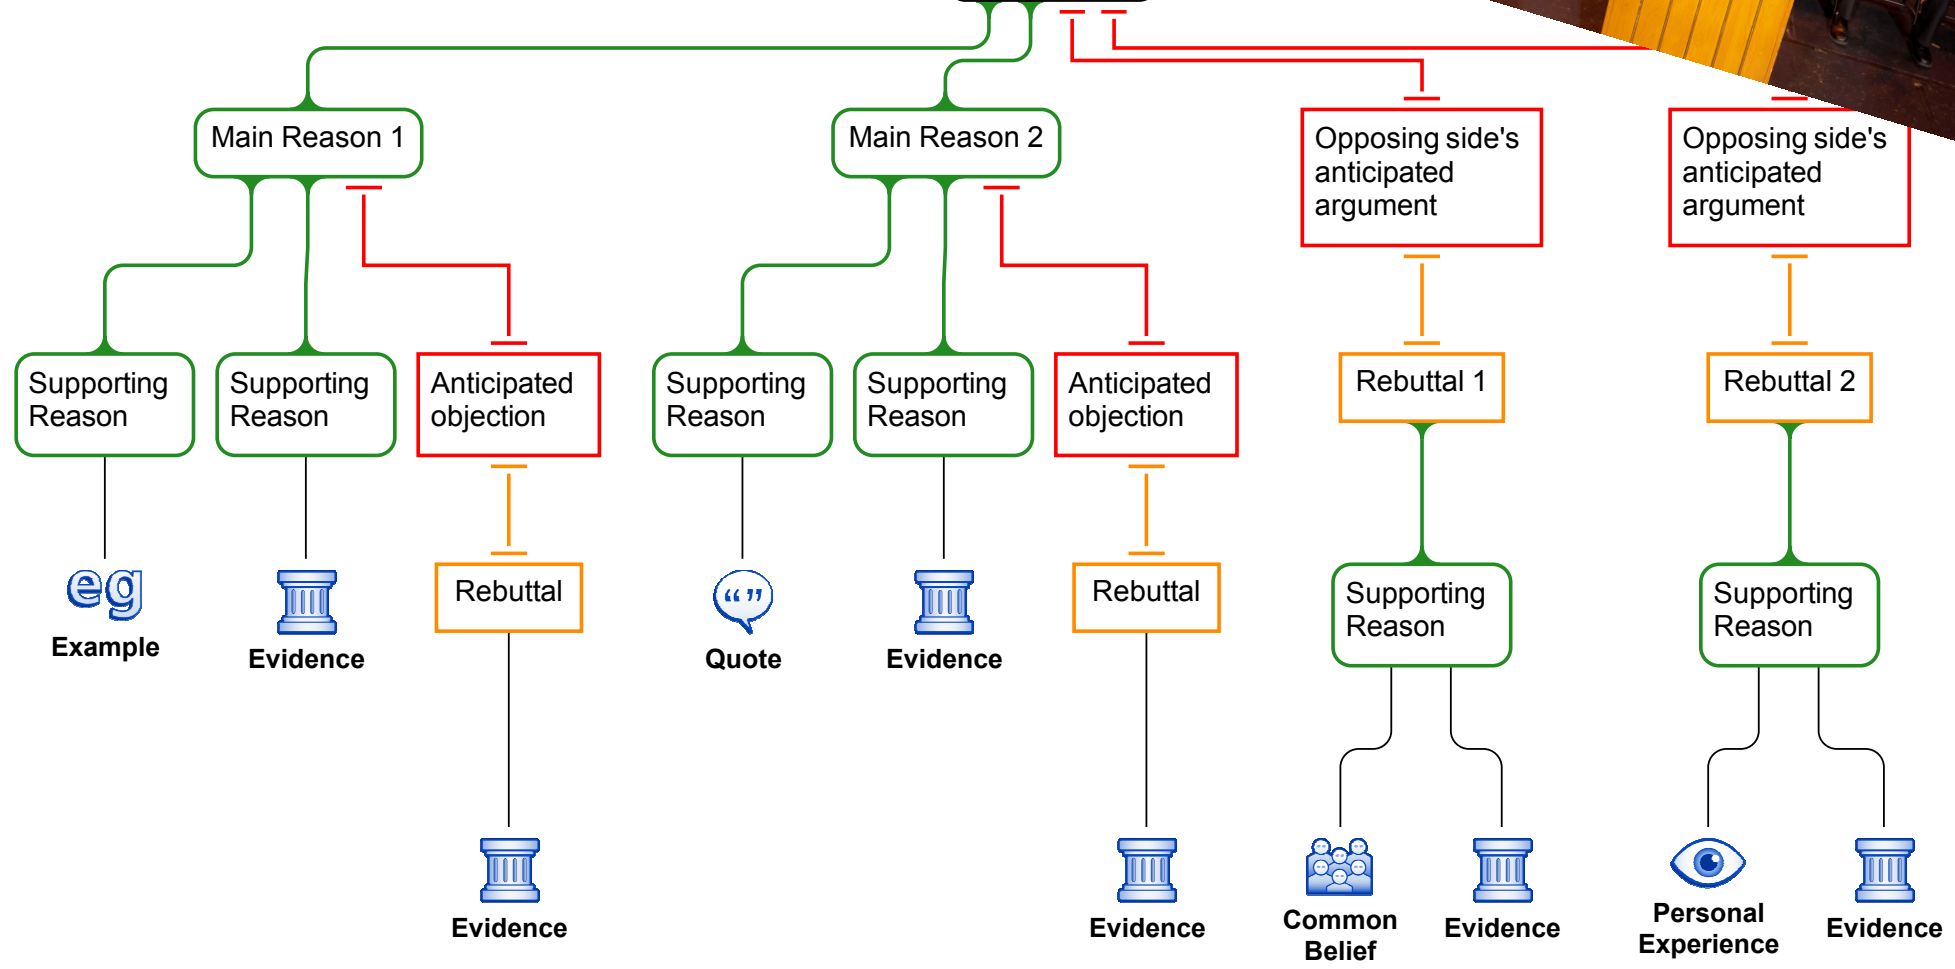 Main Reason 1
Main Reason 2
Opposing side's
anticipated
argument
Opposing side's
anticipated
argument
Supporting
Reason
Supporting
Reason
Anticipated
objection
Supporting
Reason
Supporting
Reason
Anticipated
objection
Rebuttal 1
Rebuttal 2
eg
Example
Evidence
Rebuttal
“ ”
Quote
Evidence
Rebuttal
Supporting
Reason
Supporting
Reason
Evidence
Evidence
Common
Belief
Evidence
Personal
Experience
Evidence